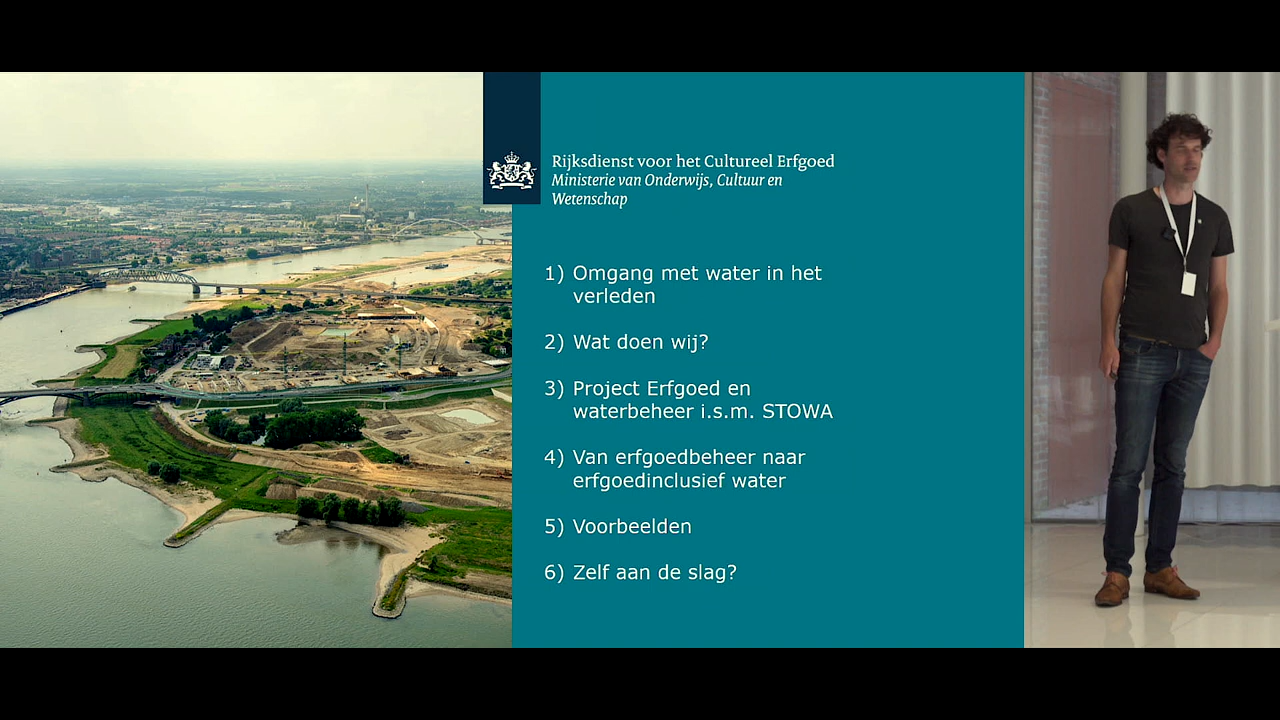 Rijksdienst voor het Cultureel Erfgoed
Ministerie van Onderwijs, Cultuur en
Wetenschap
1) Omgang met water in het
verleden
2) Wat doen wij?
3) Project Erfgoed en
waterbeheer i.s.m. STOWA
4) Van erfgoedbeheer naar
erfgoedinclusief water
5) Voorbeelden
6) Zelf aan de slag?